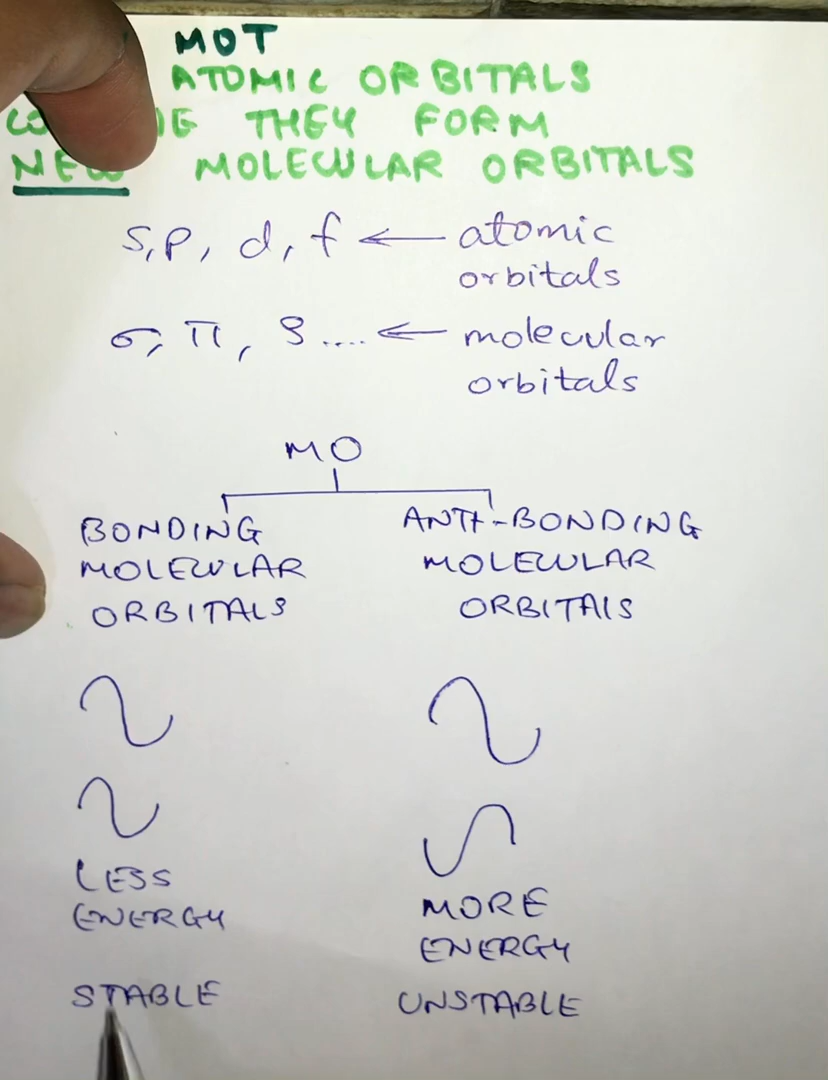 MOT
ATOMIC ORBITALS
THEY FORM
NEW MOLECULAR ORBITALS
s, p, d, f ← atomic
orbitals
σ, π, δ .... ← molecular
orbitals
MO
BONDING ANTI-BONDING
MOLECULAR MOLECULAR
ORBITALS ORBITALS
LESS
ENERGY
MORE
ENERGY
STABLE UNSTABLE